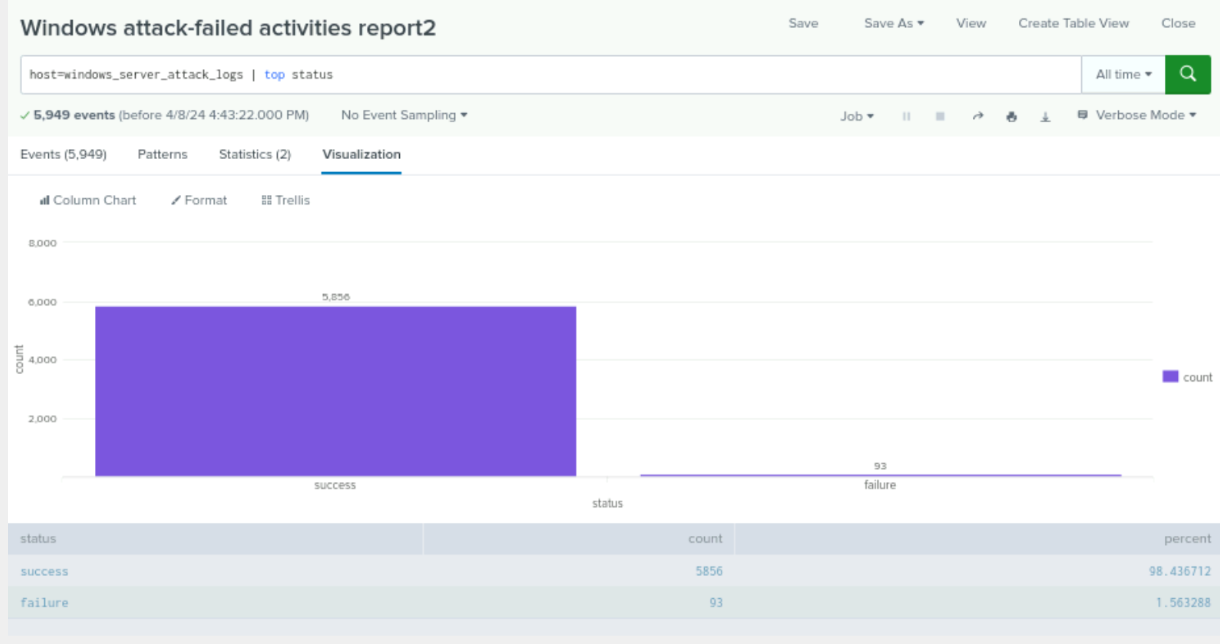 Windows attack-failed activities report2
Save Save As View Create Table View Close
host=windows_server_attack_logs | top status
All time
5,949 events (before 4/8/24 4:43:22.000 PM) No Event Sampling
Job Verbose Mode
Events (5,949) Patterns Statistics (2) Visualization
Column Chart Format Trellis
8,000
6,000
4,000
2,000
count
5,856
93
success failure
status
count
status count percent
success 5856 98.436712
failure 93 1.563288